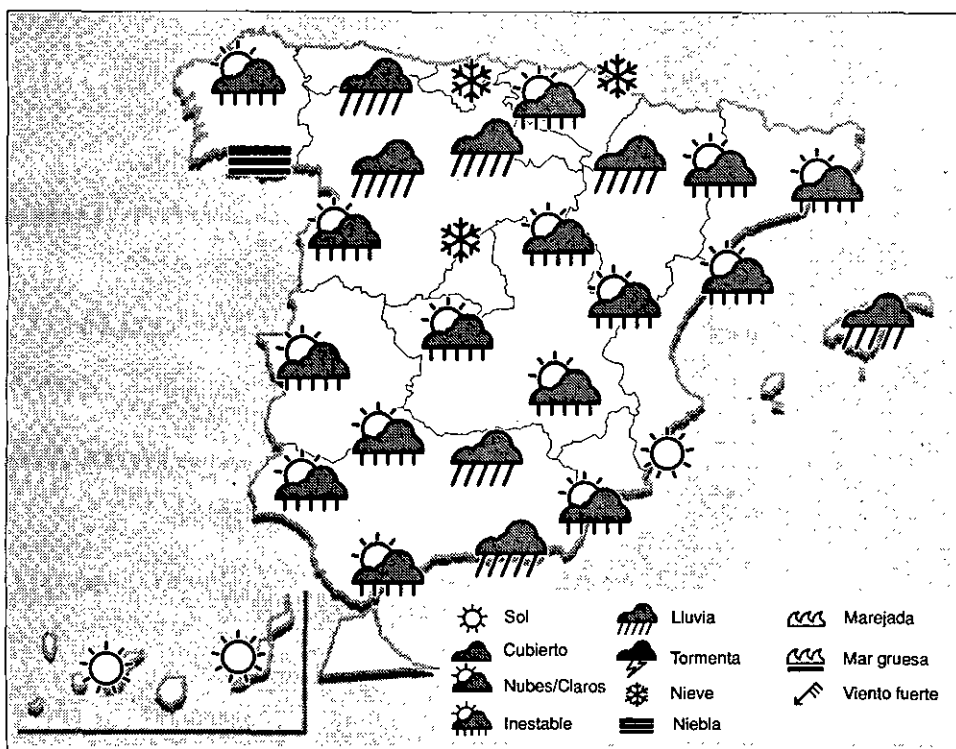 Sol
Cubierto
Nubes/Claros
Inestable
Lluvia
Tormenta
Nieve
Niebla
Marejada
Mar gruesa
Viento fuerte